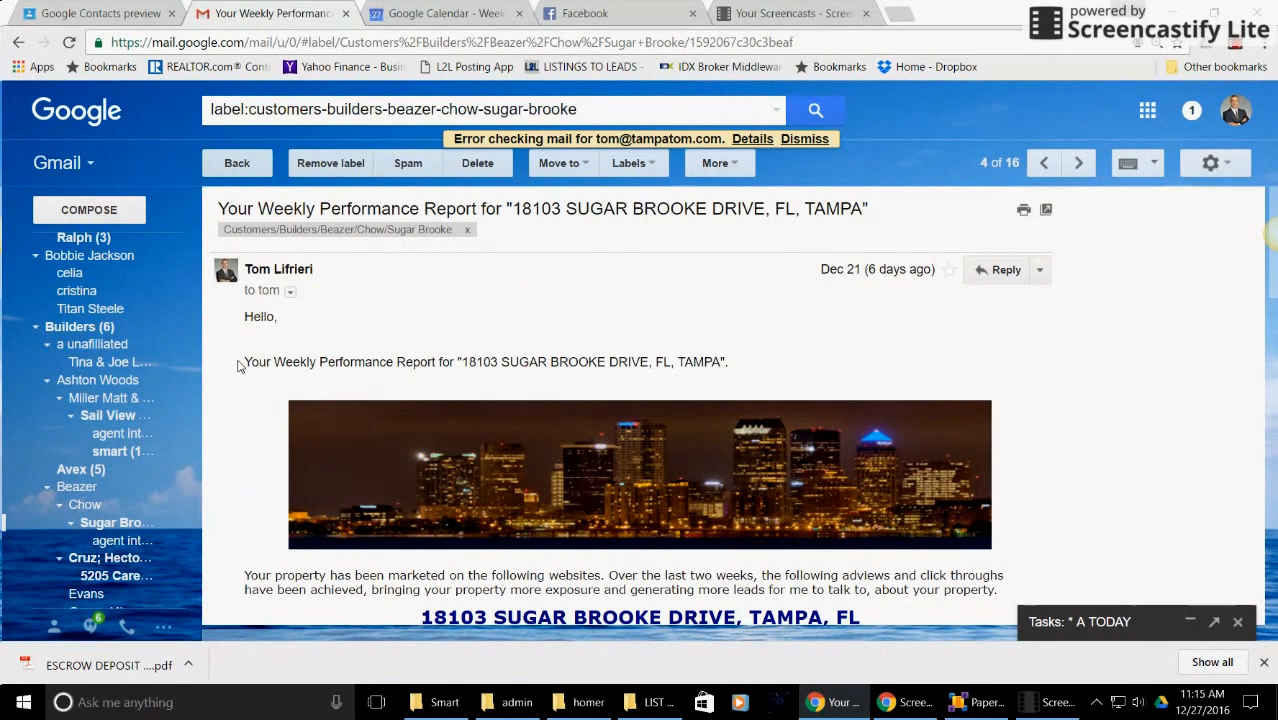 Google Contacts preview
Your Weekly Performanc
Google Calendar - Week
Facebook
Your Screencasts - Scree
powered by
Screencastify Lite
https://mail.google.com/mail/u/0/#label/Customers%2FBuilders%2FBeazer%2FChow%2FSugar+Brooke/1592067c30c3beaf
Apps
Bookmarks
REALTOR.com® Cont
Yahoo Finance - Busi
L2L Posting App
LISTINGS TO LEADS -
IDX Broker Middlewar
Bookmarks
Home - Dropbox
Other bookmarks
Google
label:customers-builders-beazer-chow-sugar-brooke
1
Error checking mail for tom@tampatom.com. Details Dismiss
Gmail
Back
Remove label
Spam
Delete
Move to
Labels
More
4 of 16
COMPOSE
Ralph (3)
Bobbie Jackson
celia
cristina
Titan Steele
Builders (6)
a unafilliated
Tina & Joe L...
Ashton Woods
Miller Matt & ...
Sail View ...
agent int...
smart (1...
Avex (5)
Beazer
Chow
Sugar Bro...
agent int...
Cruz; Hecto...
5205 Care...
Evans
6
Your Weekly Performance Report for "18103 SUGAR BROOKE DRIVE, FL, TAMPA"
Customers/Builders/Beazer/Chow/Sugar Brooke x
Tom Lifrieri
Dec 21 (6 days ago)
Reply
to tom
Hello,
Your Weekly Performance Report for "18103 SUGAR BROOKE DRIVE, FL, TAMPA".
Your property has been marketed on the following websites. Over the last two weeks, the following adviews and click throughs
have been achieved, bringing your property more exposure and generating more leads for me to talk to, about your property.
18103 SUGAR BROOKE DRIVE, TAMPA, FL
Tasks: * A TODAY
ESCROW DEPOSIT ....pdf
Show all
Ask me anything
Smart
admin
homer
LIST ...
Your ...
Scree...
Paper...
Scree...
11:15 AM
12/27/2016